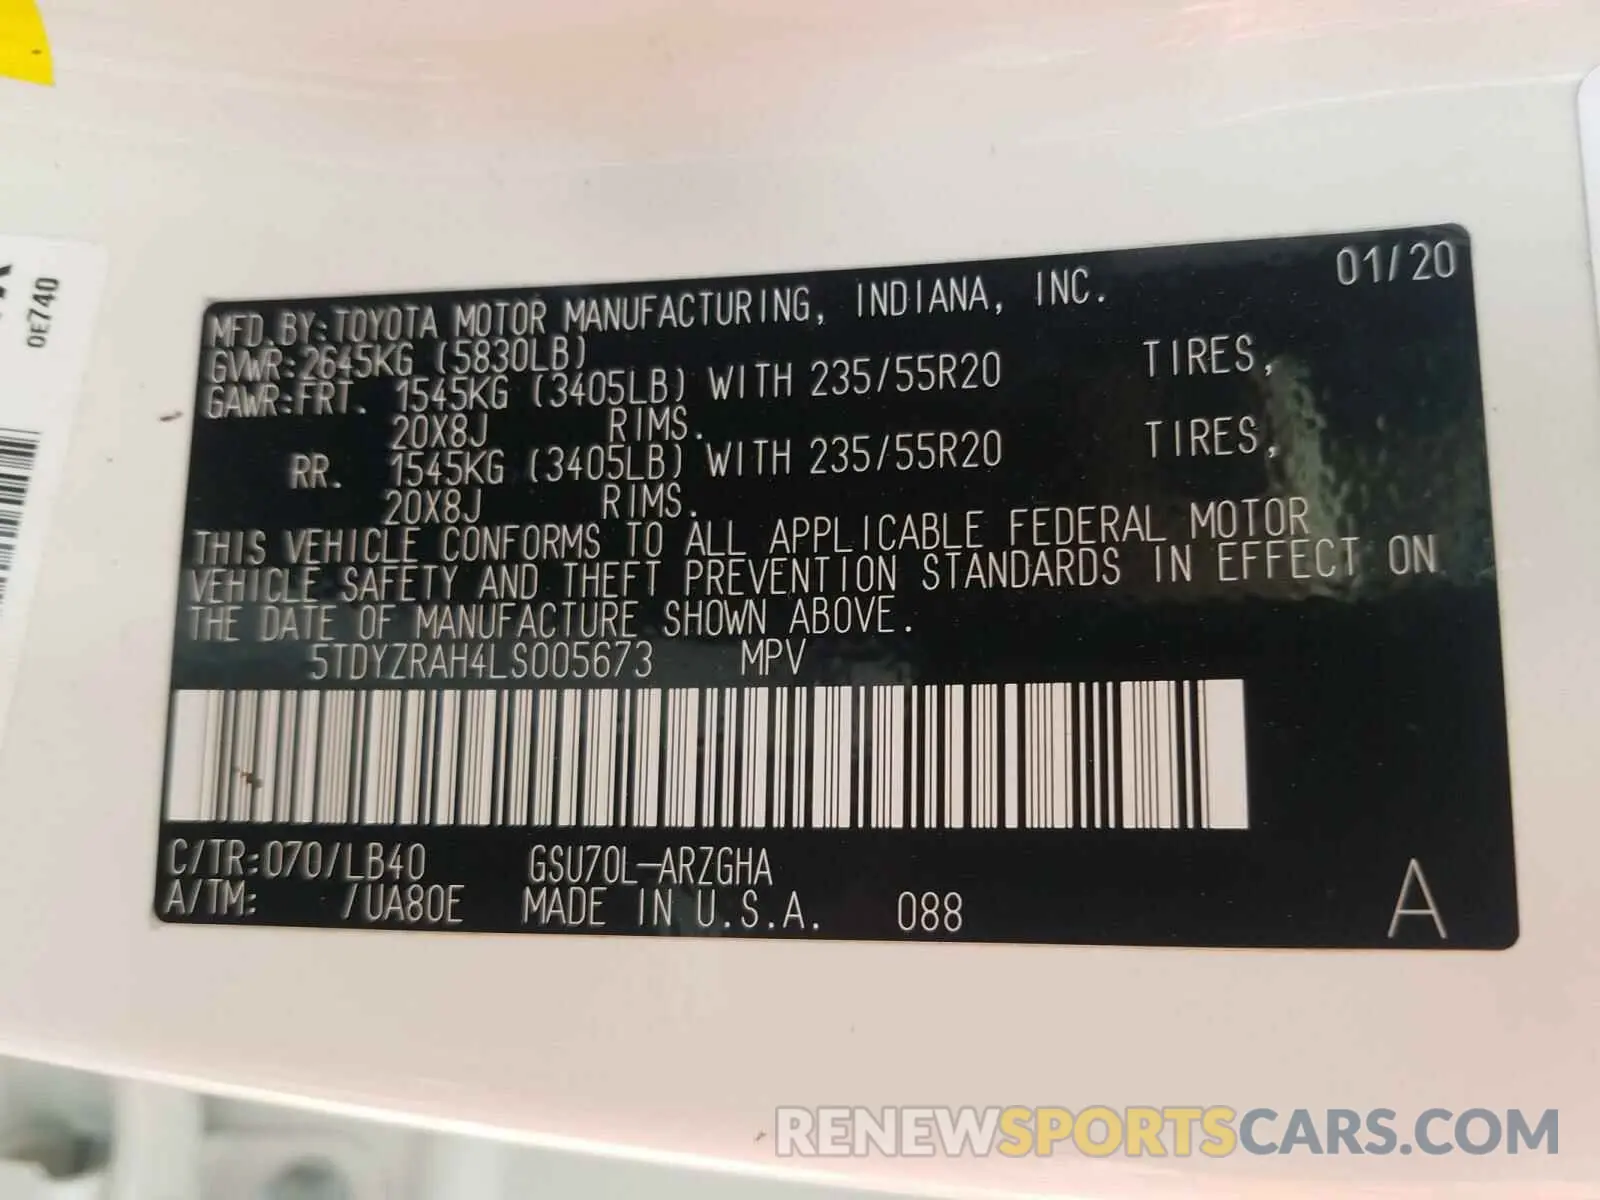 MFD.BY:TOYOTA MOTOR MANUFACTURING, INDIANA, INC. 01/20
GVWR:2645KG (5830LB)
GAWR:FRT. 1545KG (3405LB) WITH 235/55R20 TIRES,
20X8J RIMS.
RR. 1545KG (3405LB) WITH 235/55R20 TIRES,
20X8J RIMS.
THIS VEHICLE CONFORMS TO ALL APPLICABLE FEDERAL MOTOR
VEHICLE SAFETY AND THEFT PREVENTION STANDARDS IN EFFECT ON
THE DATE OF MANUFACTURE SHOWN ABOVE.
5TDYZRAH4LS005673 MPV
C/TR:070/LB40 GSU70L-ARZGHA
A/TM: /UA80E MADE IN U.S.A. 088 A
0E740
RENEWSPORTSCARS.COM